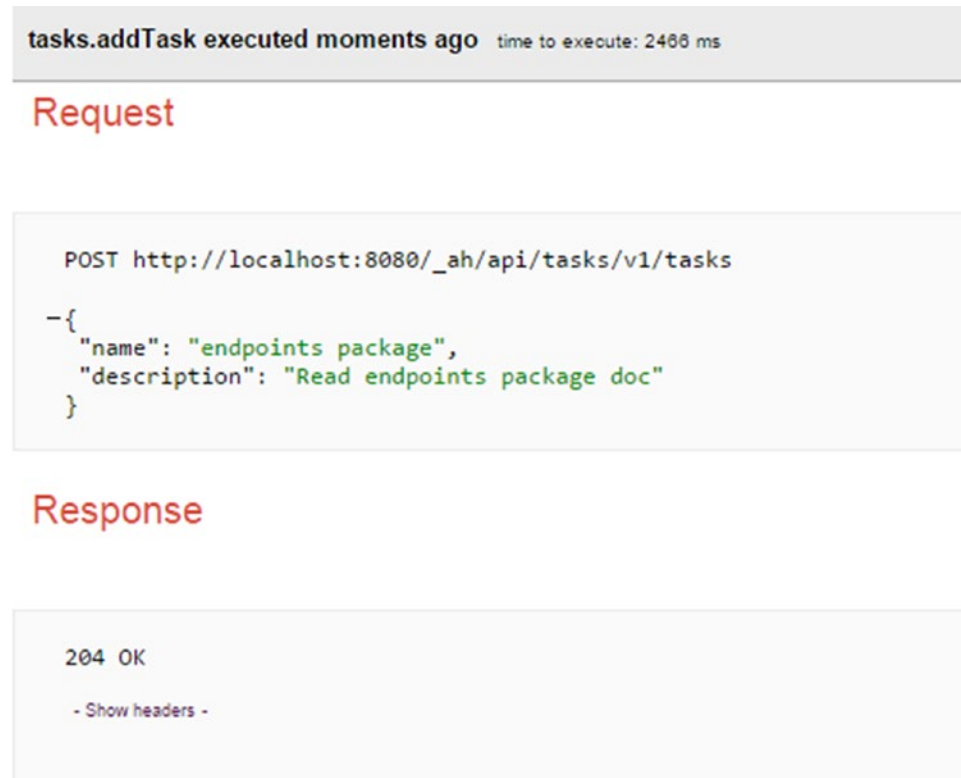 tasks.addTask executed moments ago time to execute: 2466 ms
Request
POST http://localhost:8080/_ah/api/tasks/v1/tasks
-{
"name": "endpoints package",
"description": "Read endpoints package doc"
}
Response
204 OK
- Show headers -